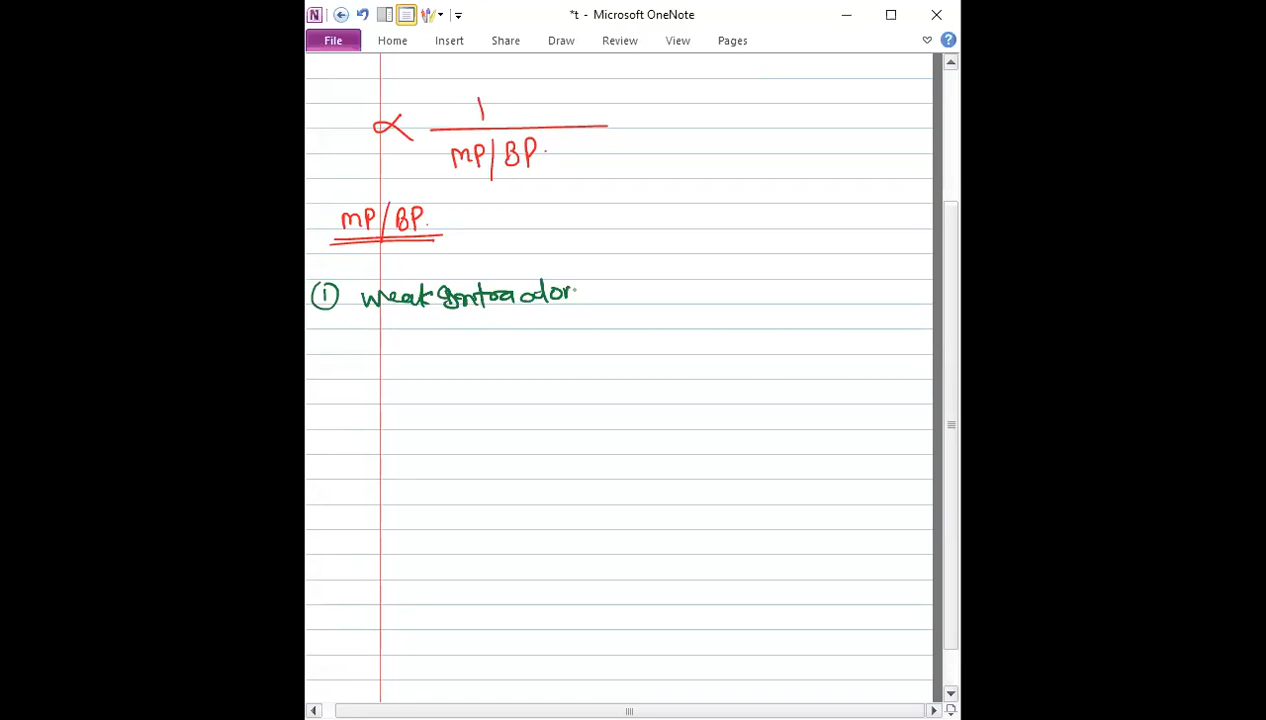 *t - Microsoft OneNote
File Home Insert Share Draw Review View Pages
∝ 1
MP/BP.
MP/BP.
① weak